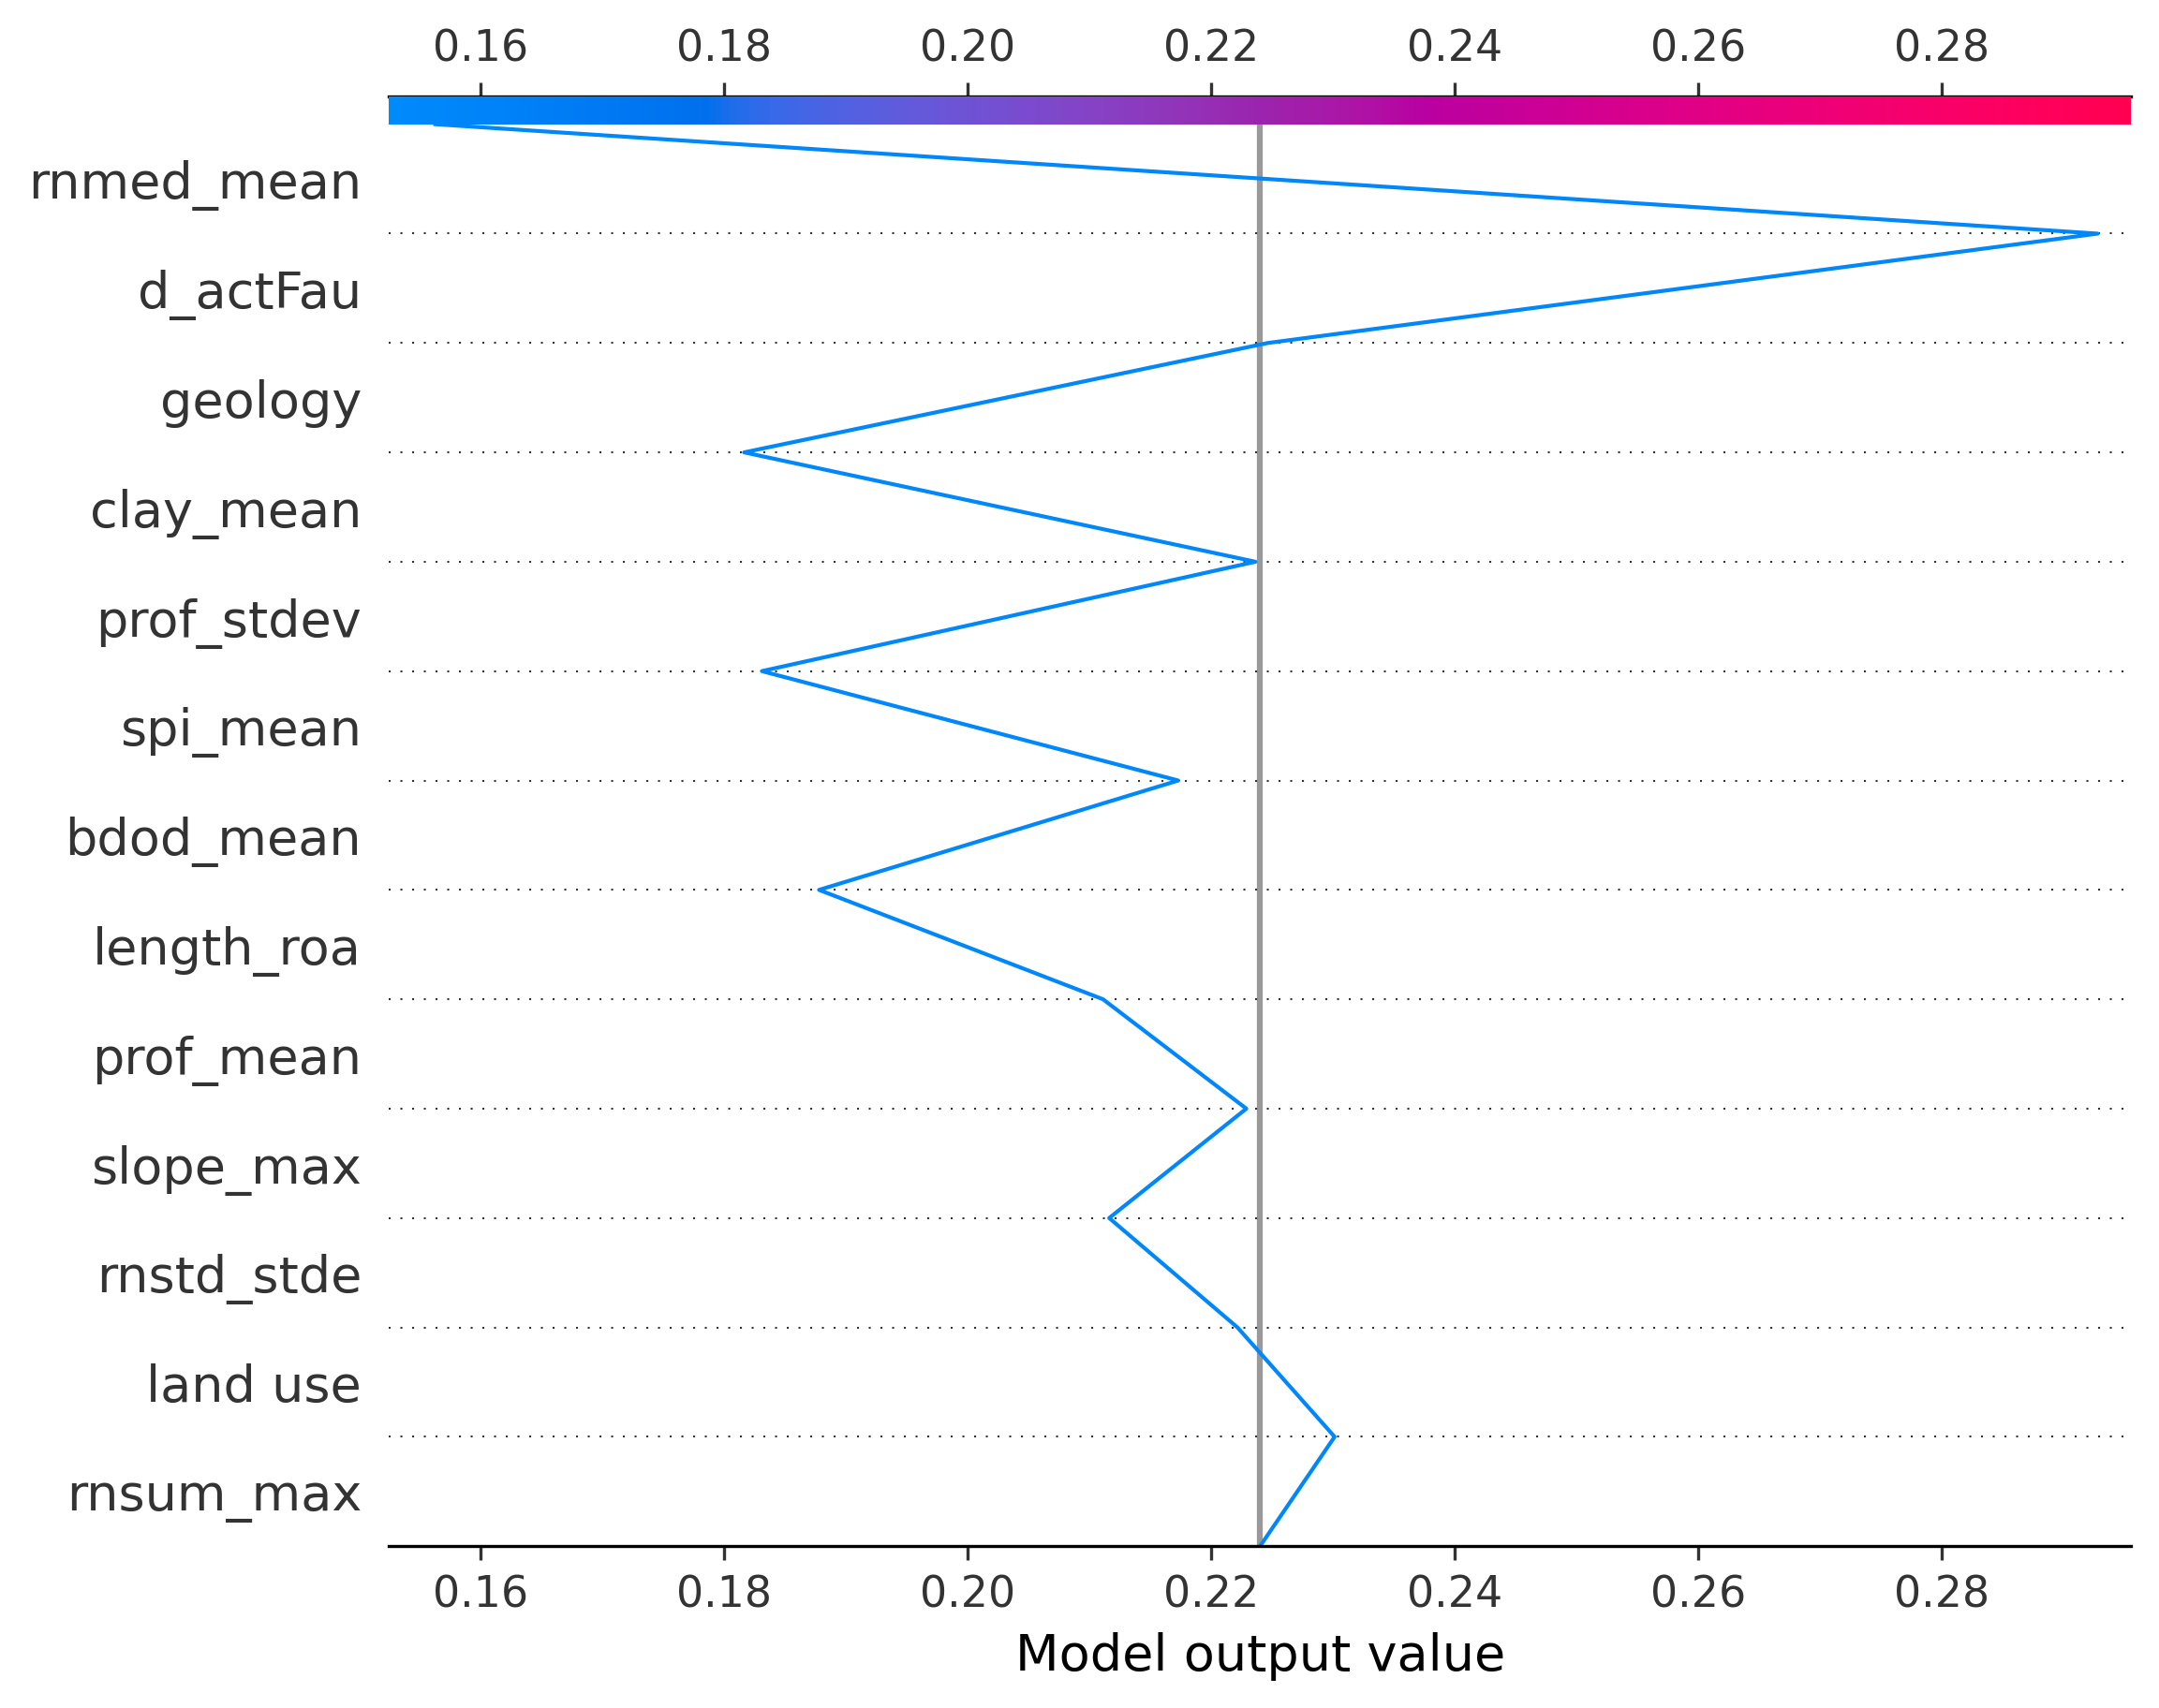 0.16 0.18 0.20 0.22 0.24 0.26 0.28
rnmed_mean
d_actFau
geology
clay_mean
prof_stdev
spi_mean
bdod_mean
length_roa
prof_mean
slope_max
rnstd_stde
land use
rnsum_max
0.16 0.18 0.20 0.22 0.24 0.26 0.28
Model output value